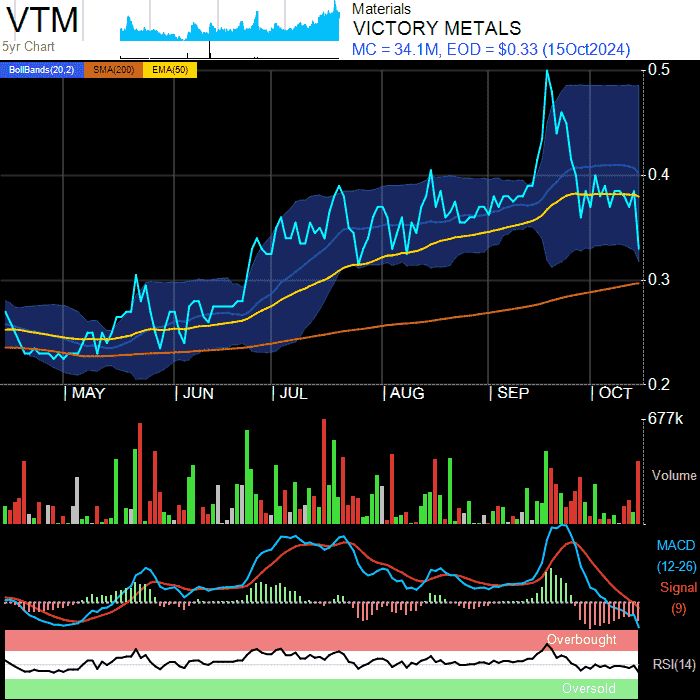 VTM
5yr Chart
Materials
VICTORY METALS
MC = 34.1M, EOD = $0.33 (15Oct2024)
BollBands(20,2) SMA(200) EMA(50)
0.5
0.4
0.3
0.2
MAY JUN JUL AUG SEP OCT
677k
Volume
MACD
(12-26)
Signal
(9)
Overbought
RSI(14)
Oversold